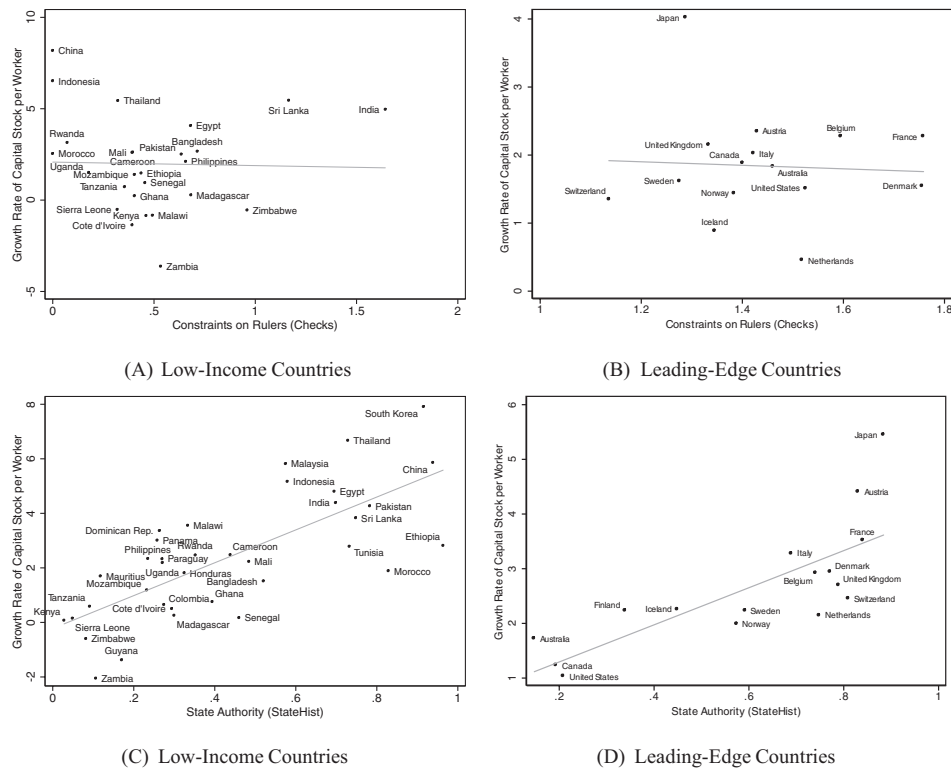 Growth Rate of Capital Stock per Worker
10
5
0
-5
China
Indonesia
Thailand
Sri Lanka
India
Egypt
Rwanda
Bangladesh
Pakistan
Mali
Morocco
Cameroon
Philippines
Uganda
Mozambique
Ethiopia
Tanzania
Senegal
Ghana
Madagascar
Sierra Leone
Kenya
Malawi
Zimbabwe
Cote d'Ivoire
Zambia
0 .5 1 1.5 2
Constraints on Rulers (Checks)
(A) Low-Income Countries
Growth Rate of Capital Stock per Worker
4
3
2
1
0
Japan
Austria
Belgium
France
United Kingdom
Italy
Canada
Australia
Sweden
United States
Denmark
Switzerland
Norway
Iceland
Netherlands
1 1.2 1.4 1.6 1.8
Constraints on Rulers (Checks)
(B) Leading-Edge Countries
Growth Rate of Capital Stock per Worker
8
6
4
2
0
-2
South Korea
Thailand
Malaysia
China
Indonesia
Egypt
India
Pakistan
Sri Lanka
Dominican Rep.
Malawi
Panama
Ethiopia
Rwanda
Cameroon
Tunisia
Philippines
Paraguay
Mali
Uganda
Honduras
Morocco
Mauritius
Bangladesh
Mozambique
Tanzania
Colombia
Ghana
Cote d'Ivoire
Kenya
Madagascar
Senegal
Sierra Leone
Zimbabwe
Guyana
Zambia
0 .2 .4 .6 .8 1
State Authority (StateHist)
(C) Low-Income Countries
Growth Rate of Capital Stock per Worker
6
5
4
3
2
1
Japan
Austria
France
Italy
Denmark
Belgium
United Kingdom
Switzerland
Finland
Iceland
Sweden
Netherlands
Norway
Australia
Canada
United States
.2 .4 .6 .8 1
State Authority (StateHist)
(D) Leading-Edge Countries